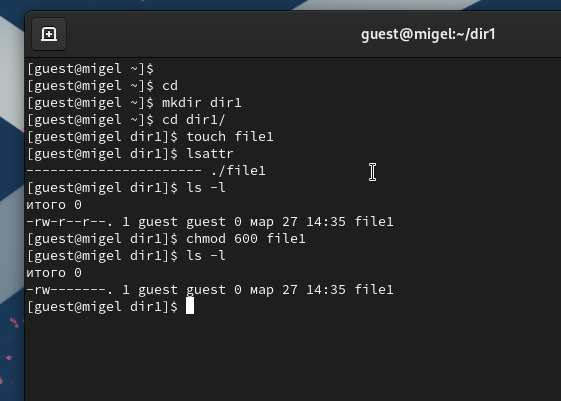 guest@migel:~/dir1
[guest@migel ~]$
[guest@migel ~]$ cd
[guest@migel ~]$ mkdir dir1
[guest@migel ~]$ cd dir1/
[guest@migel dir1]$ touch file1
[guest@migel dir1]$ lsattr
---------------------- ./file1
[guest@migel dir1]$ ls -l
итого 0
-rw-r--r--. 1 guest guest 0 мар 27 14:35 file1
[guest@migel dir1]$ chmod 600 file1
[guest@migel dir1]$ ls -l
итого 0
-rw-------. 1 guest guest 0 мар 27 14:35 file1
[guest@migel dir1]$